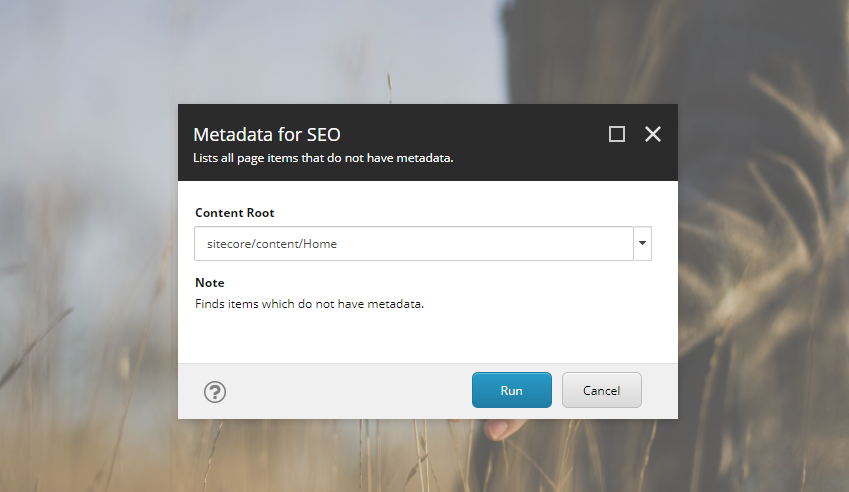 Metadata for SEO
Lists all page items that do not have metadata.
Content Root
sitecore/content/Home
Note
Finds items which do not have metadata.
?
Run
Cancel